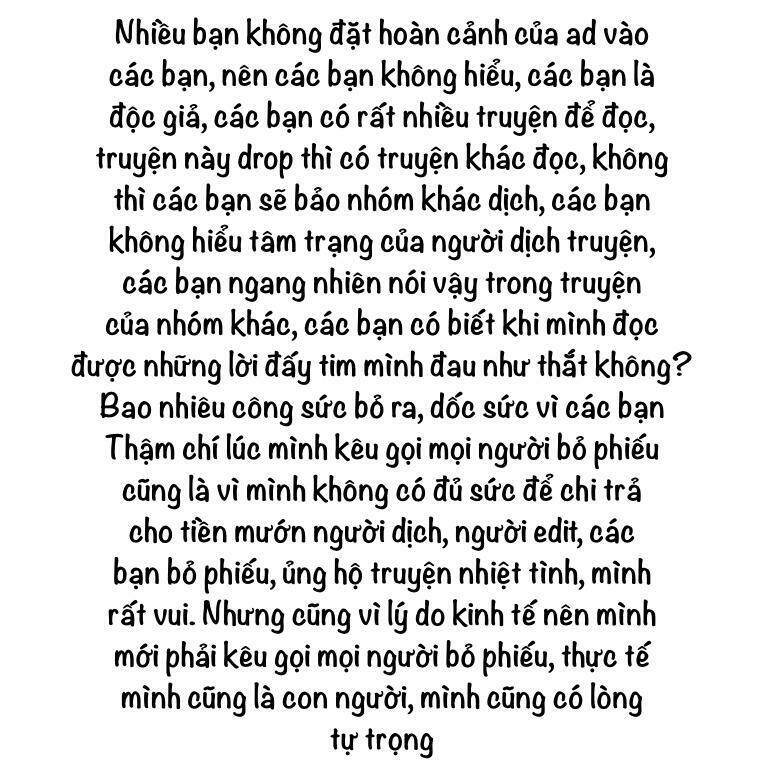 Nhiều bạn không đặt hoàn cảnh của ad vào
các bạn, nên các bạn không hiểu, các bạn là
độc giả, các bạn có rất nhiều truyện để đọc,
truyện này drop thì có truyện khác đọc, không
thì các bạn sẽ bảo nhóm khác dịch, các bạn
không hiểu tâm trạng của người dịch truyện,
các bạn ngang nhiên nói vậy trong truyện
của nhóm khác, các bạn có biết khi mình đọc
được những lời đấy tim mình đau như thắt không?
Bao nhiêu công sức bỏ ra, dốc sức vì các bạn
Thậm chí lúc mình kêu gọi mọi người bỏ phiếu
cũng là vì mình không có đủ sức để chi trả
cho tiền mướn người dịch, người edit, các
bạn bỏ phiếu, ủng hộ truyện nhiệt tình, mình
rất vui. Nhưng cũng vì lý do kinh tế nên mình
mới phải kêu gọi mọi người bỏ phiếu, thực tế
mình cũng là con người, mình cũng có lòng
tự trọng